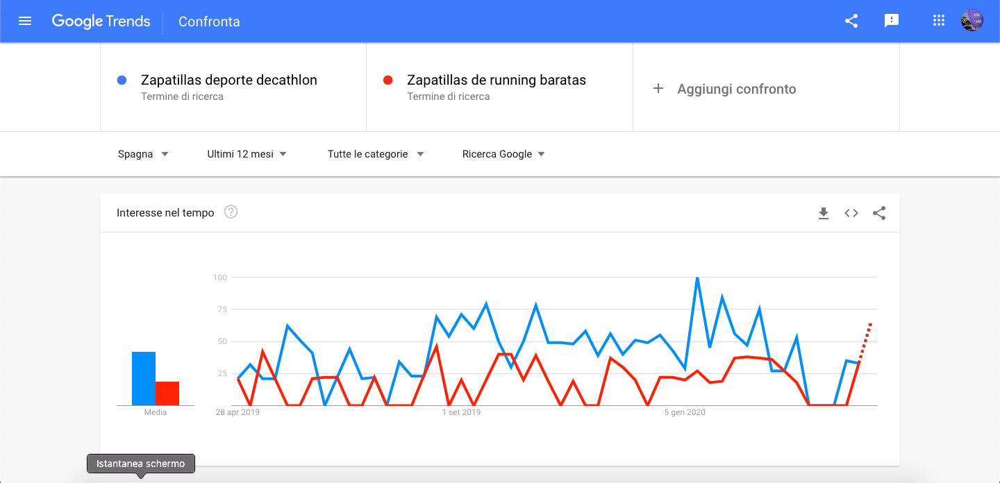 Google Trends
Confronta
Zapatillas deporte decathlon
Termine di ricerca
Zapatillas de running baratas
Termine di ricerca
+ Aggiungi confronto
Spagna
Ultimi 12 mesi
Tutte le categorie
Ricerca Google
Interesse nel tempo
?
100
75
50
25
Media
28 apr 2019
1 set 2019
5 gen 2020
Istantanea schermo